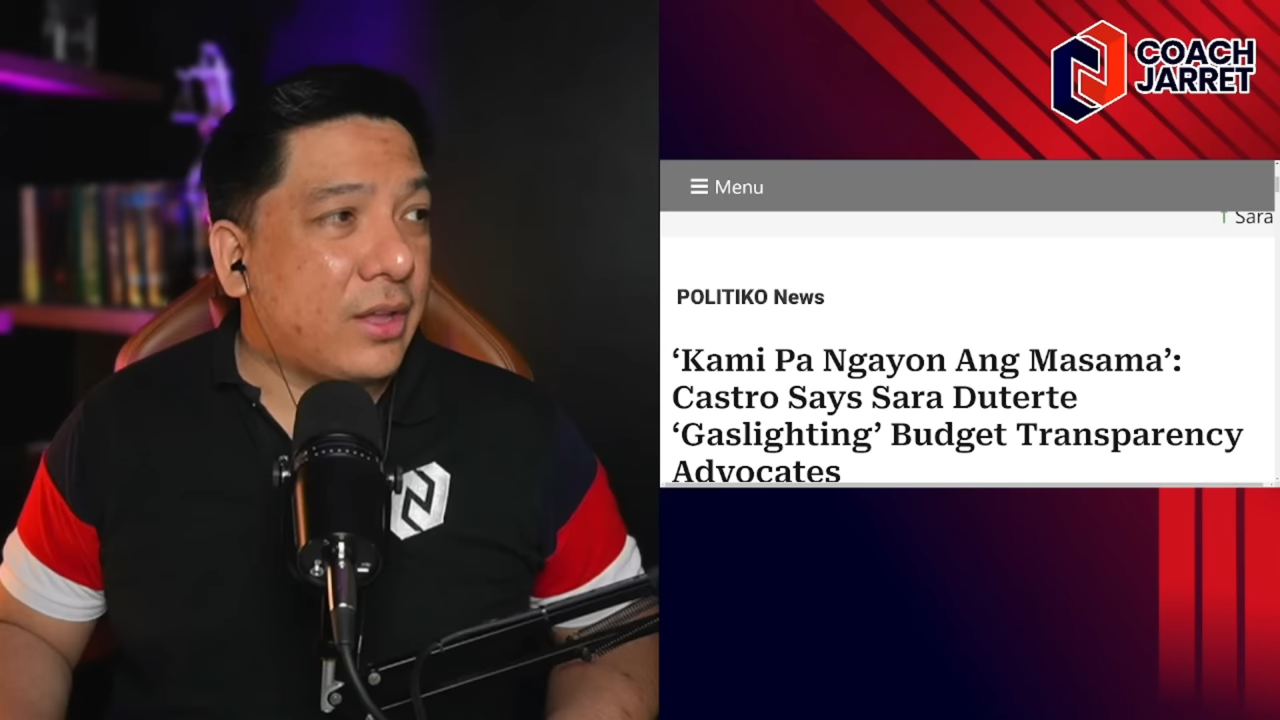 COACH
JARRET
☰ Menu
↑ Sara
POLITIKO News
‘Kami Pa Ngayon Ang Masama’:
Castro Says Sara Duterte
‘Gaslighting’ Budget Transparency
Advocates